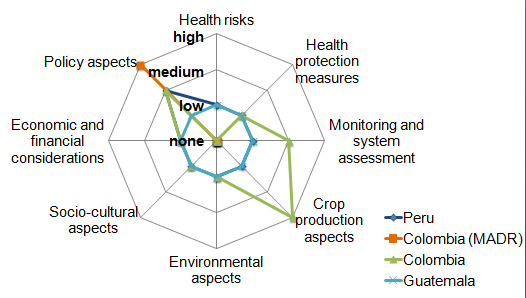 Health risks
high
Policy aspects
Health
protection
measures
medium
low
Economic and
financial
considerations
none
Monitoring and
system
assessment
Socio-cultural
aspects
Crop
production
aspects
Environmental
aspects
Peru
Colombia (MADR)
Colombia
Guatemala